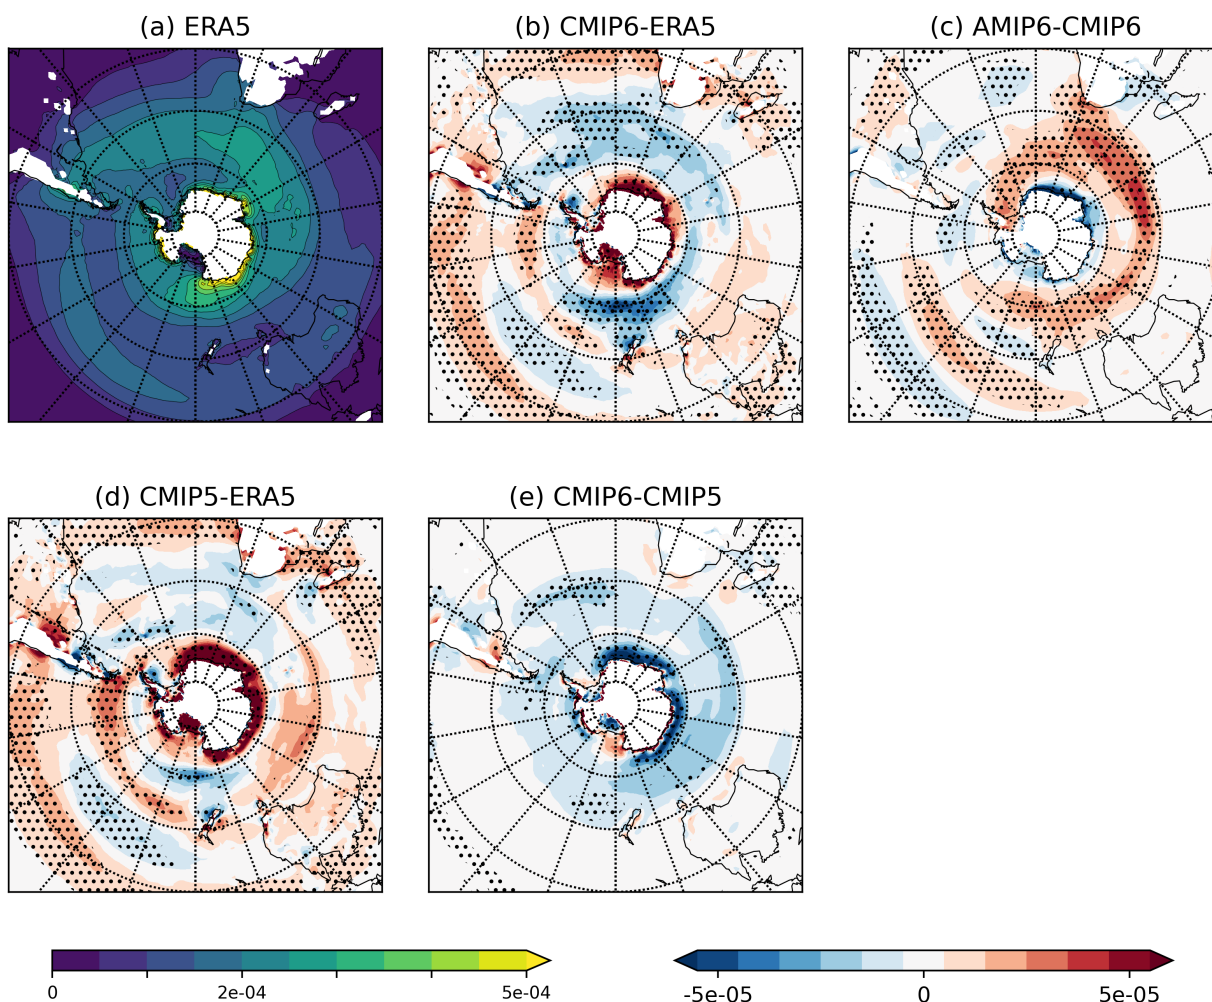 (a) ERA5
(b) CMIP6-ERA5
(c) AMIP6-CMIP6
(d) CMIP5-ERA5
(e) CMIP6-CMIP5
0 2e-04 5e-04
-5e-05 0 5e-05